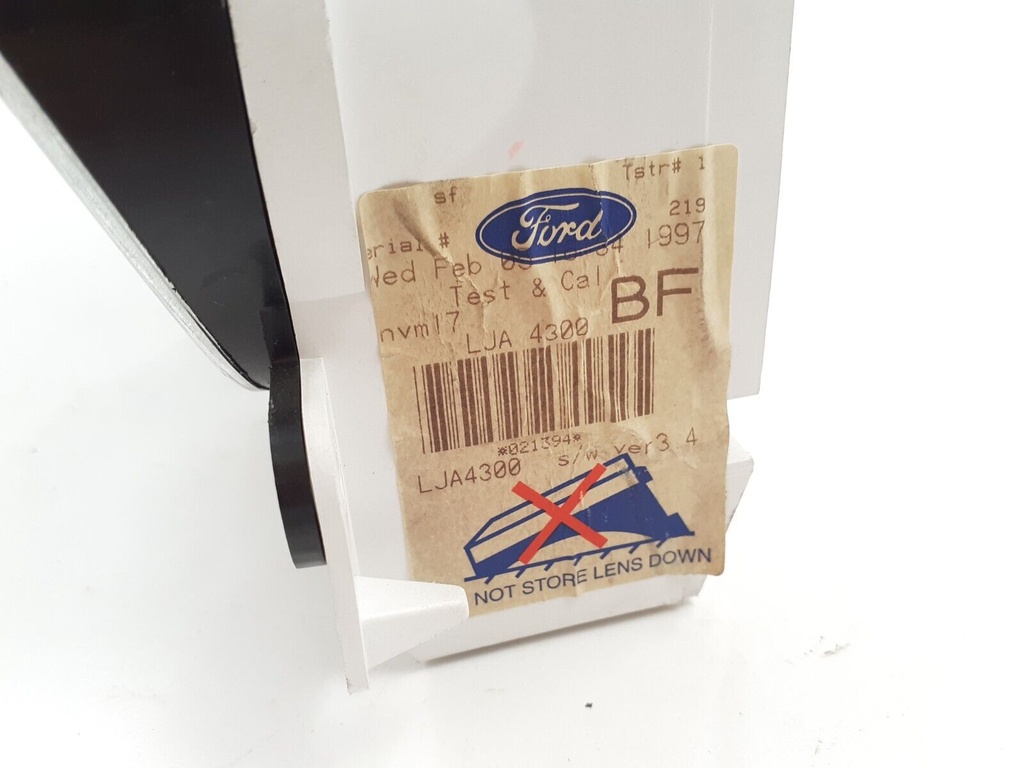 sf Tstr# 1
Ford
219
erial #
Wed Feb 1997
Test & Cal
BF
nvml7
LJA 4300
*021394*
LJA4300 s/w ver3 4
NOT STORE LENS DOWN